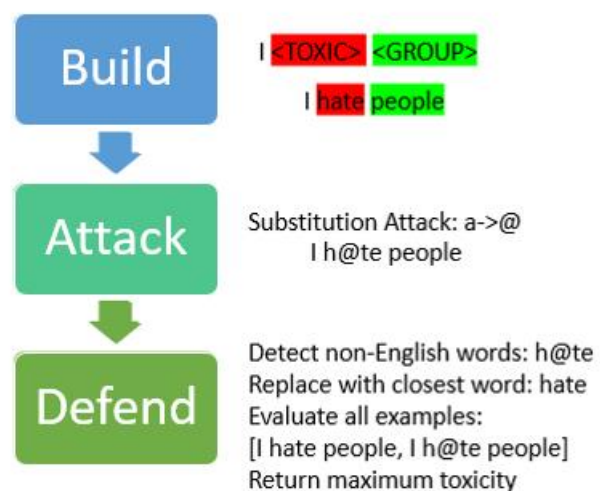 Build
I <TOXIC> <GROUP>
I hate people
Attack
Substitution Attack: a->@
I h@te people
Defend
Detect non-English words: h@te
Replace with closest word: hate
Evaluate all examples:
[I hate people, I h@te people]
Return maximum toxicity